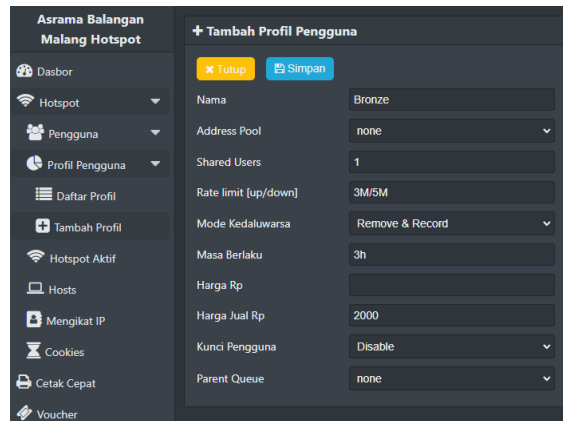 Asrama Balangan
Malang Hotspot
Dasbor
Hotspot
Pengguna
Profil Pengguna
Daftar Profil
Tambah Profil
Hotspot Aktif
Hosts
Mengikat IP
Cookies
Cetak Cepat
Voucher
Tambah Profil Pengguna
Tutup Simpan
Nama Bronze
Address Pool none
Shared Users 1
Rate limit [up/down] 3M/5M
Mode Kedaluwarsa Remove & Record
Masa Berlaku 3h
Harga Rp
Harga Jual Rp 2000
Kunci Pengguna Disable
Parent Queue none